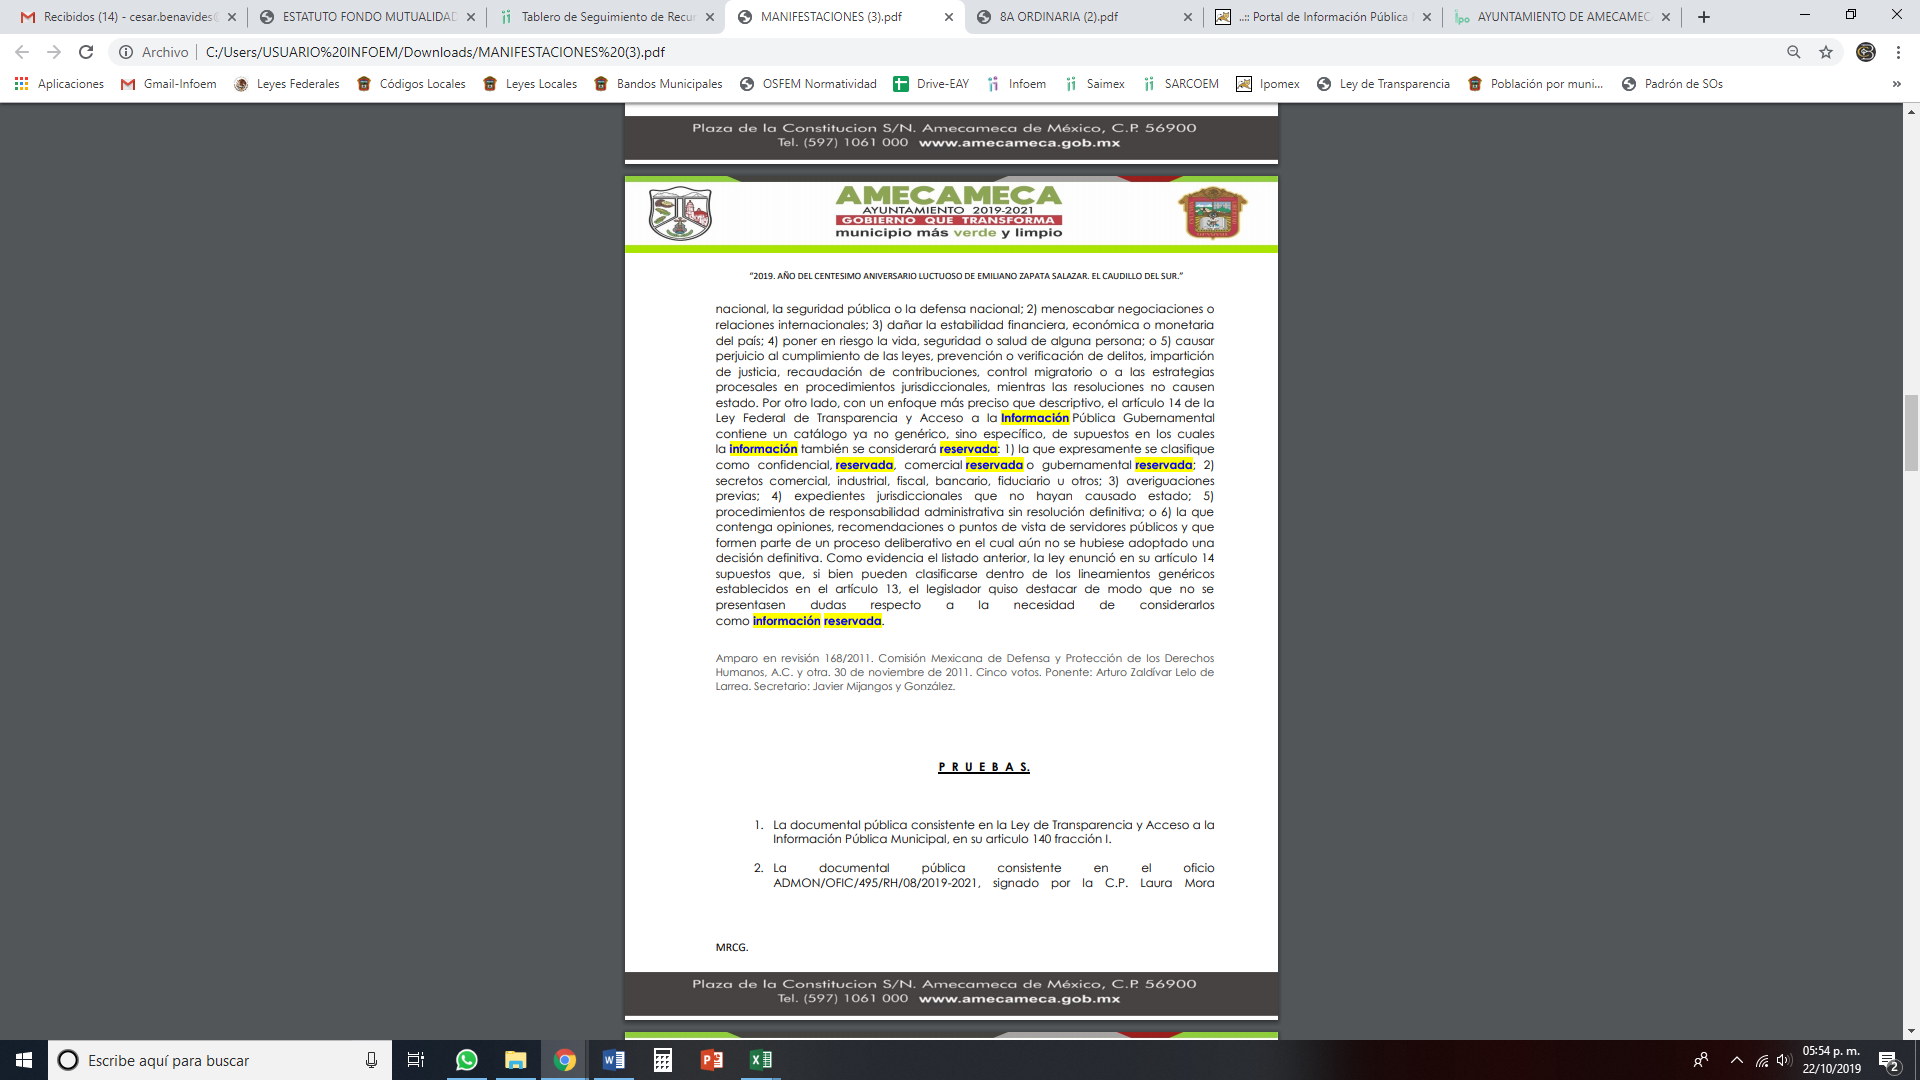 Recibidos (14) - cesar.benavides@
ESTATUTO FONDO MUTUALIDAD
Tablero de Seguimiento de Recur
MANIFESTACIONES (3).pdf
8A ORDINARIA (2).pdf
..:: Portal de Información Pública
AYUNTAMIENTO DE AMECAMEC
Archivo
C:/Users/USUARIO%20INFOEM/Downloads/MANIFESTACIONES%20(3).pdf
Aplicaciones
Gmail-Infoem
Leyes Federales
Códigos Locales
Leyes Locales
Bandos Municipales
OSFEM Normatividad
Drive-EAY
Infoem
Saimex
SARCOEM
Ipomex
Ley de Transparencia
Población por muni...
Padrón de SOs
»
Plaza de la Constitucion S/N. Amecameca de México, C.P. 56900
Tel. (597) 1061 000 www.amecameca.gob.mx
AMECAMECA
AYUNTAMIENTO 2019-2021
GOBIERNO QUE TRANSFORMA
municipio más verde y limpio
“2019. AÑO DEL CENTESIMO ANIVERSARIO LUCTUOSO DE EMILIANO ZAPATA SALAZAR. EL CAUDILLO DEL SUR.”
nacional, la seguridad pública o la defensa nacional; 2) menoscabar negociaciones o
relaciones internacionales; 3) dañar la estabilidad financiera, económica o monetaria
del país; 4) poner en riesgo la vida, seguridad o salud de alguna persona; o 5) causar
perjuicio al cumplimiento de las leyes, prevención o verificación de delitos, impartición
de justicia, recaudación de contribuciones, control migratorio o a las estrategias
procesales en procedimientos jurisdiccionales, mientras las resoluciones no causen
estado. Por otro lado, con un enfoque más preciso que descriptivo, el artículo 14 de la
Ley Federal de Transparencia y Acceso a la Información Pública Gubernamental
contiene un catálogo ya no genérico, sino específico, de supuestos en los cuales
la información también se considerará reservada: 1) la que expresamente se clasifique
como confidencial, reservada, comercial reservada o gubernamental reservada; 2)
secretos comercial, industrial, fiscal, bancario, fiduciario u otros; 3) averiguaciones
previas; 4) expedientes jurisdiccionales que no hayan causado estado; 5)
procedimientos de responsabilidad administrativa sin resolución definitiva; o 6) la que
contenga opiniones, recomendaciones o puntos de vista de servidores públicos y que
formen parte de un proceso deliberativo en el cual aún no se hubiese adoptado una
decisión definitiva. Como evidencia el listado anterior, la ley enunció en su artículo 14
supuestos que, si bien pueden clasificarse dentro de los lineamientos genéricos
establecidos en el artículo 13, el legislador quiso destacar de modo que no se
presentasen dudas respecto a la necesidad de considerarlos
como información reservada.
Amparo en revisión 168/2011. Comisión Mexicana de Defensa y Protección de los Derechos
Humanos, A.C. y otra. 30 de noviembre de 2011. Cinco votos. Ponente: Arturo Zaldívar Lelo de
Larrea. Secretario: Javier Mijangos y González.
P R U E B A S.
1. La documental pública consistente en la Ley de Transparencia y Acceso a la
Información Pública Municipal, en su articulo 140 fracción I.
2. La documental pública consistente en el oficio
ADMON/OFIC/495/RH/08/2019-2021, signado por la C.P. Laura Mora
MRCG.
Plaza de la Constitucion S/N. Amecameca de México, C.P. 56900
Tel. (597) 1061 000 www.amecameca.gob.mx
Escribe aquí para buscar
05:54 p. m.
22/10/2019
2